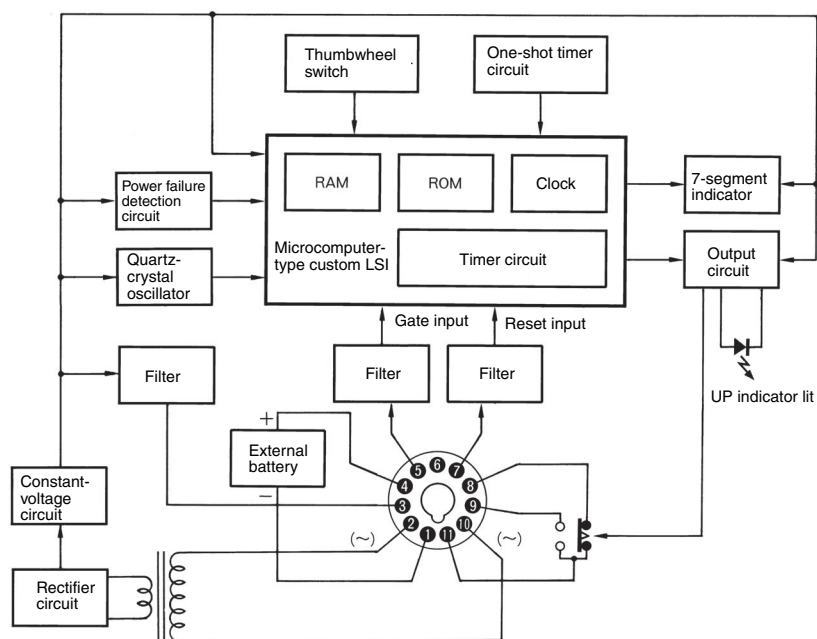 Thumbwheel
switch
One-shot timer
circuit
RAM
ROM
Clock
Power failure
detection
circuit
7-segment
indicator
Microcomputer-
type custom LSI
Timer circuit
Quartz-
crystal
oscillator
Output
circuit
Gate input
Reset input
Filter
Filter
Filter
UP indicator lit
+
External
battery
−
Constant-
voltage
circuit
5 6 7
4 8
3 9
2 10
1 11
(~)
(~)
Rectifier
circuit